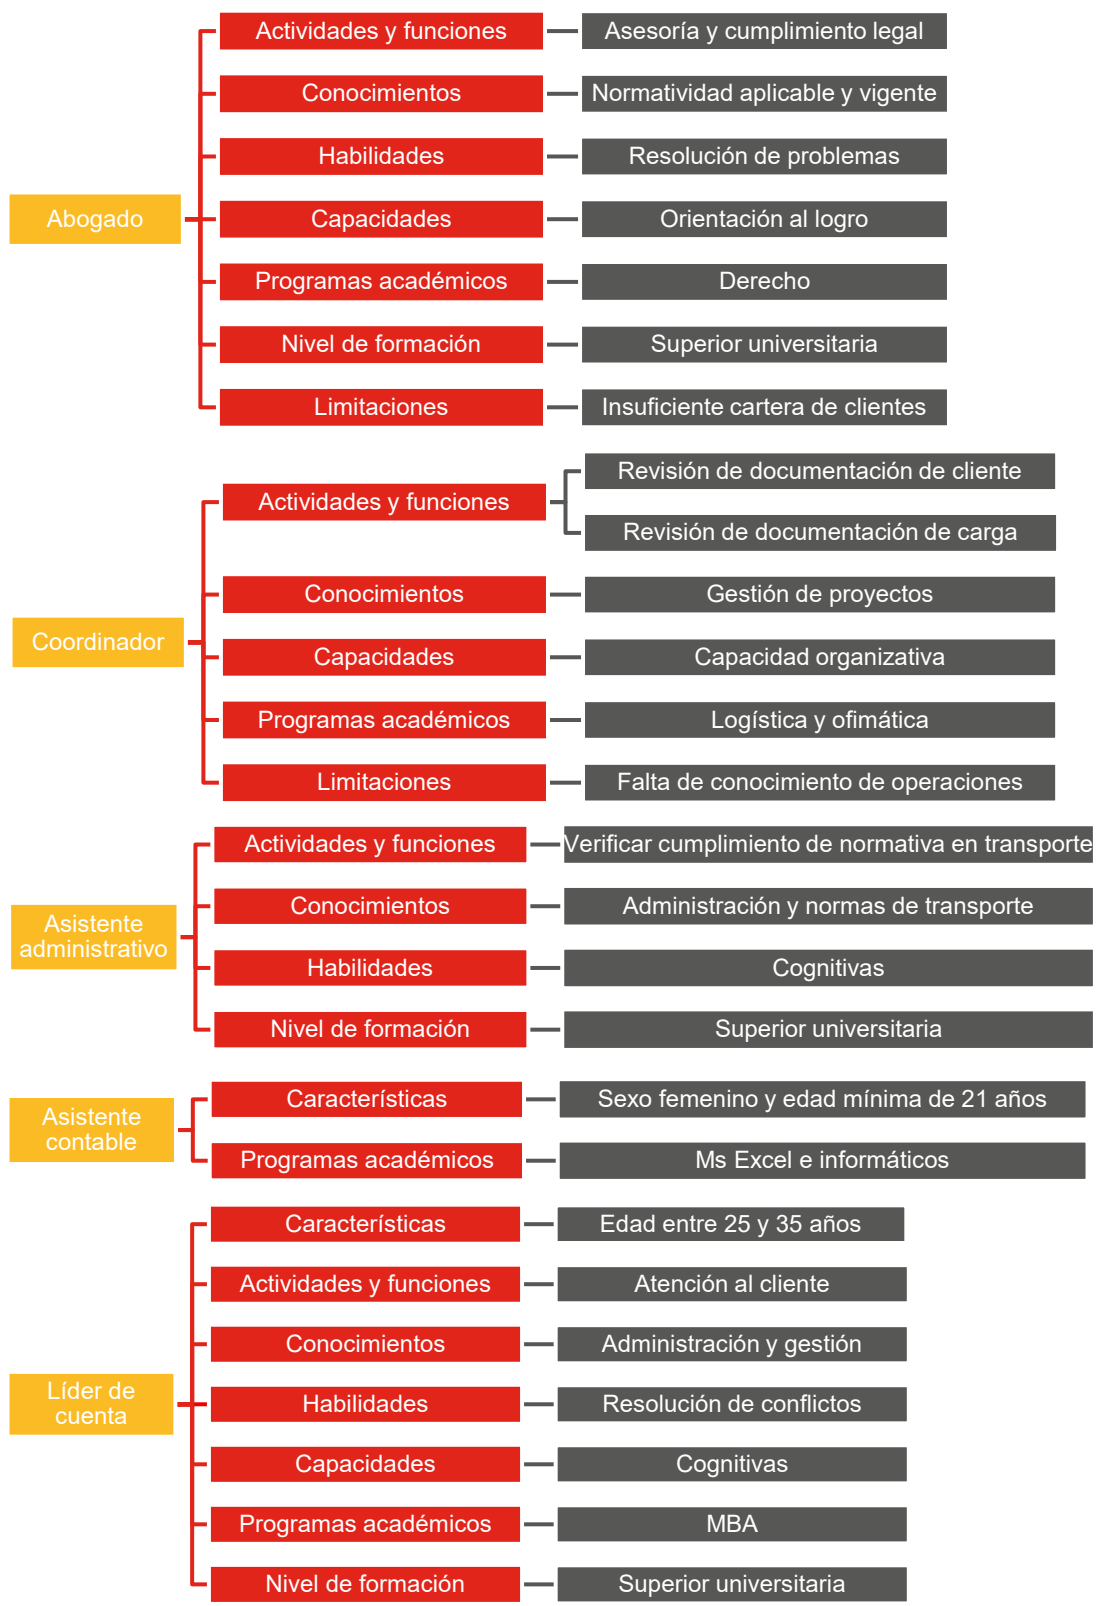 Abogado
Actividades y funciones
Asesoría y cumplimiento legal
Conocimientos
Normatividad aplicable y vigente
Habilidades
Resolución de problemas
Capacidades
Orientación al logro
Programas académicos
Derecho
Nivel de formación
Superior universitaria
Limitaciones
Insuficiente cartera de clientes
Coordinador
Actividades y funciones
Revisión de documentación de cliente
Revisión de documentación de carga
Conocimientos
Gestión de proyectos
Capacidades
Capacidad organizativa
Programas académicos
Logística y ofimática
Limitaciones
Falta de conocimiento de operaciones
Asistente
administrativo
Actividades y funciones
Verificar cumplimiento de normativa en transporte
Conocimientos
Administración y normas de transporte
Habilidades
Cognitivas
Nivel de formación
Superior universitaria
Asistente
contable
Características
Sexo femenino y edad mínima de 21 años
Programas académicos
Ms Excel e informáticos
Líder de
cuenta
Características
Edad entre 25 y 35 años
Actividades y funciones
Atención al cliente
Conocimientos
Administración y gestión
Habilidades
Resolución de conflictos
Capacidades
Cognitivas
Programas académicos
MBA
Nivel de formación
Superior universitaria